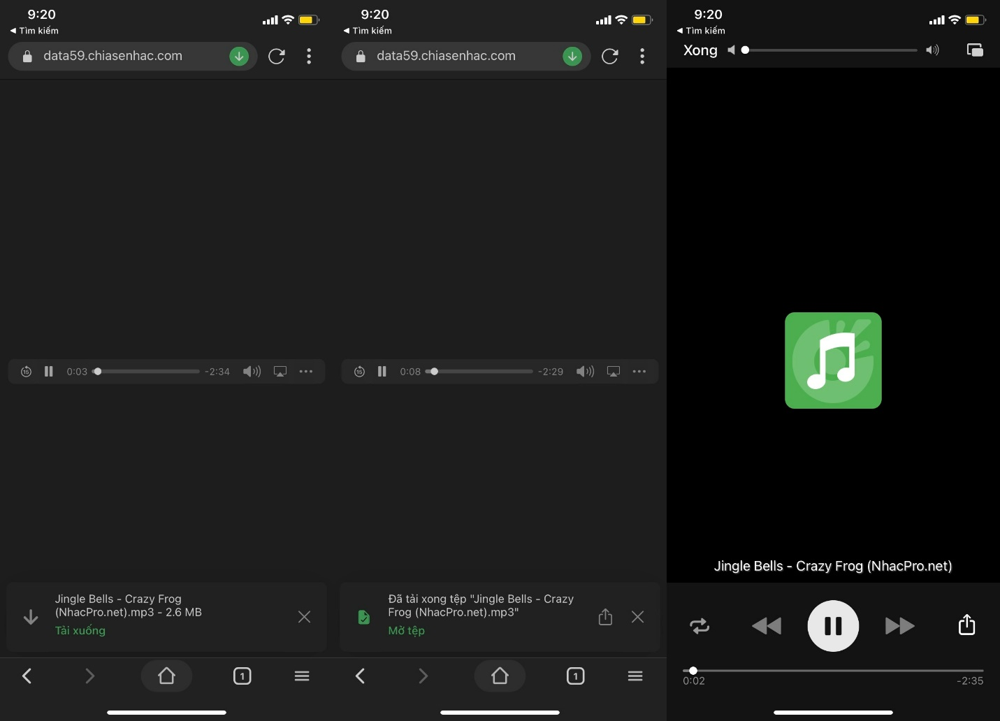 9:20
◀ Tìm kiếm
data59.chiasenhac.com
15
0:03
-2:34
Jingle Bells - Crazy Frog
(NhacPro.net).mp3 - 2.6 MB
Tải xuống
1
9:20
◀ Tìm kiếm
data59.chiasenhac.com
15
0:08
-2:29
Đã tải xong tệp "Jingle Bells - Crazy
Frog (NhacPro.net).mp3"
Mở tệp
1
9:20
◀ Tìm kiếm
Xong
Jingle Bells - Crazy Frog (NhacPro.net)
0:02
-2:35